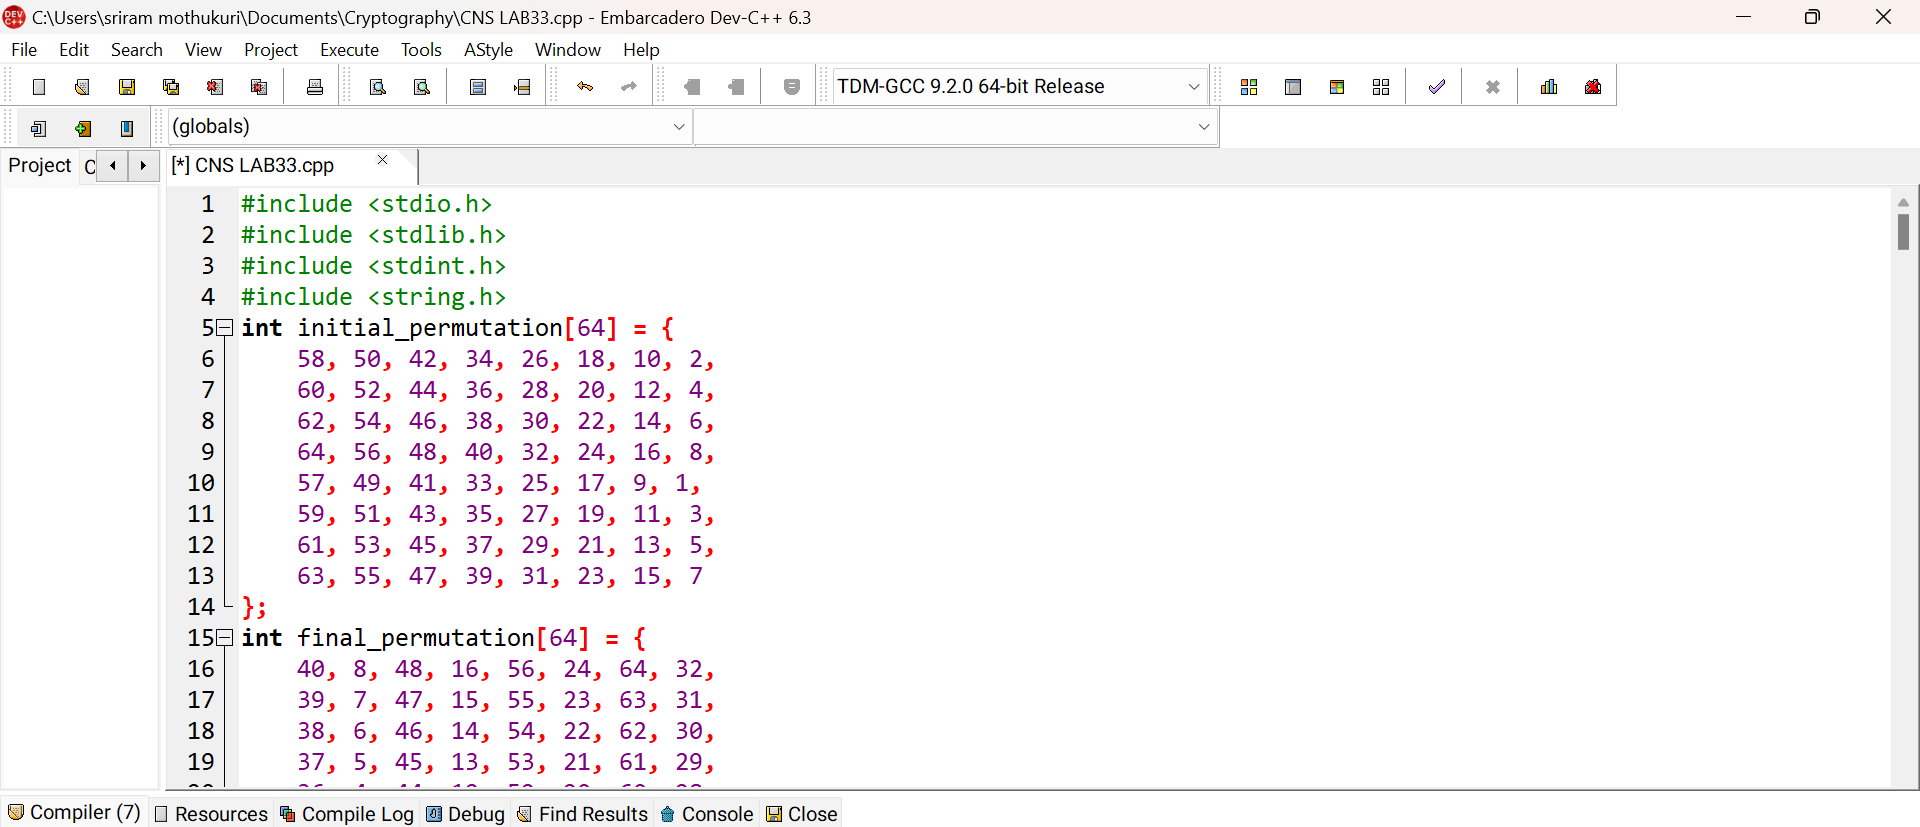 C:\Users\sriram mothukuri\Documents\Cryptography\CNS LAB33.cpp - Embarcadero Dev-C++ 6.3
File Edit Search View Project Execute Tools AStyle Window Help
TDM-GCC 9.2.0 64-bit Release
(globals)
Project C [*] CNS LAB33.cpp
1 #include <stdio.h>
2 #include <stdlib.h>
3 #include <stdint.h>
4 #include <string.h>
5 int initial_permutation[64] = {
6 58, 50, 42, 34, 26, 18, 10, 2,
7 60, 52, 44, 36, 28, 20, 12, 4,
8 62, 54, 46, 38, 30, 22, 14, 6,
9 64, 56, 48, 40, 32, 24, 16, 8,
10 57, 49, 41, 33, 25, 17, 9, 1,
11 59, 51, 43, 35, 27, 19, 11, 3,
12 61, 53, 45, 37, 29, 21, 13, 5,
13 63, 55, 47, 39, 31, 23, 15, 7
14 };
15 int final_permutation[64] = {
16 40, 8, 48, 16, 56, 24, 64, 32,
17 39, 7, 47, 15, 55, 23, 63, 31,
18 38, 6, 46, 14, 54, 22, 62, 30,
19 37, 5, 45, 13, 53, 21, 61, 29,
Compiler (7) Resources Compile Log Debug Find Results Console Close